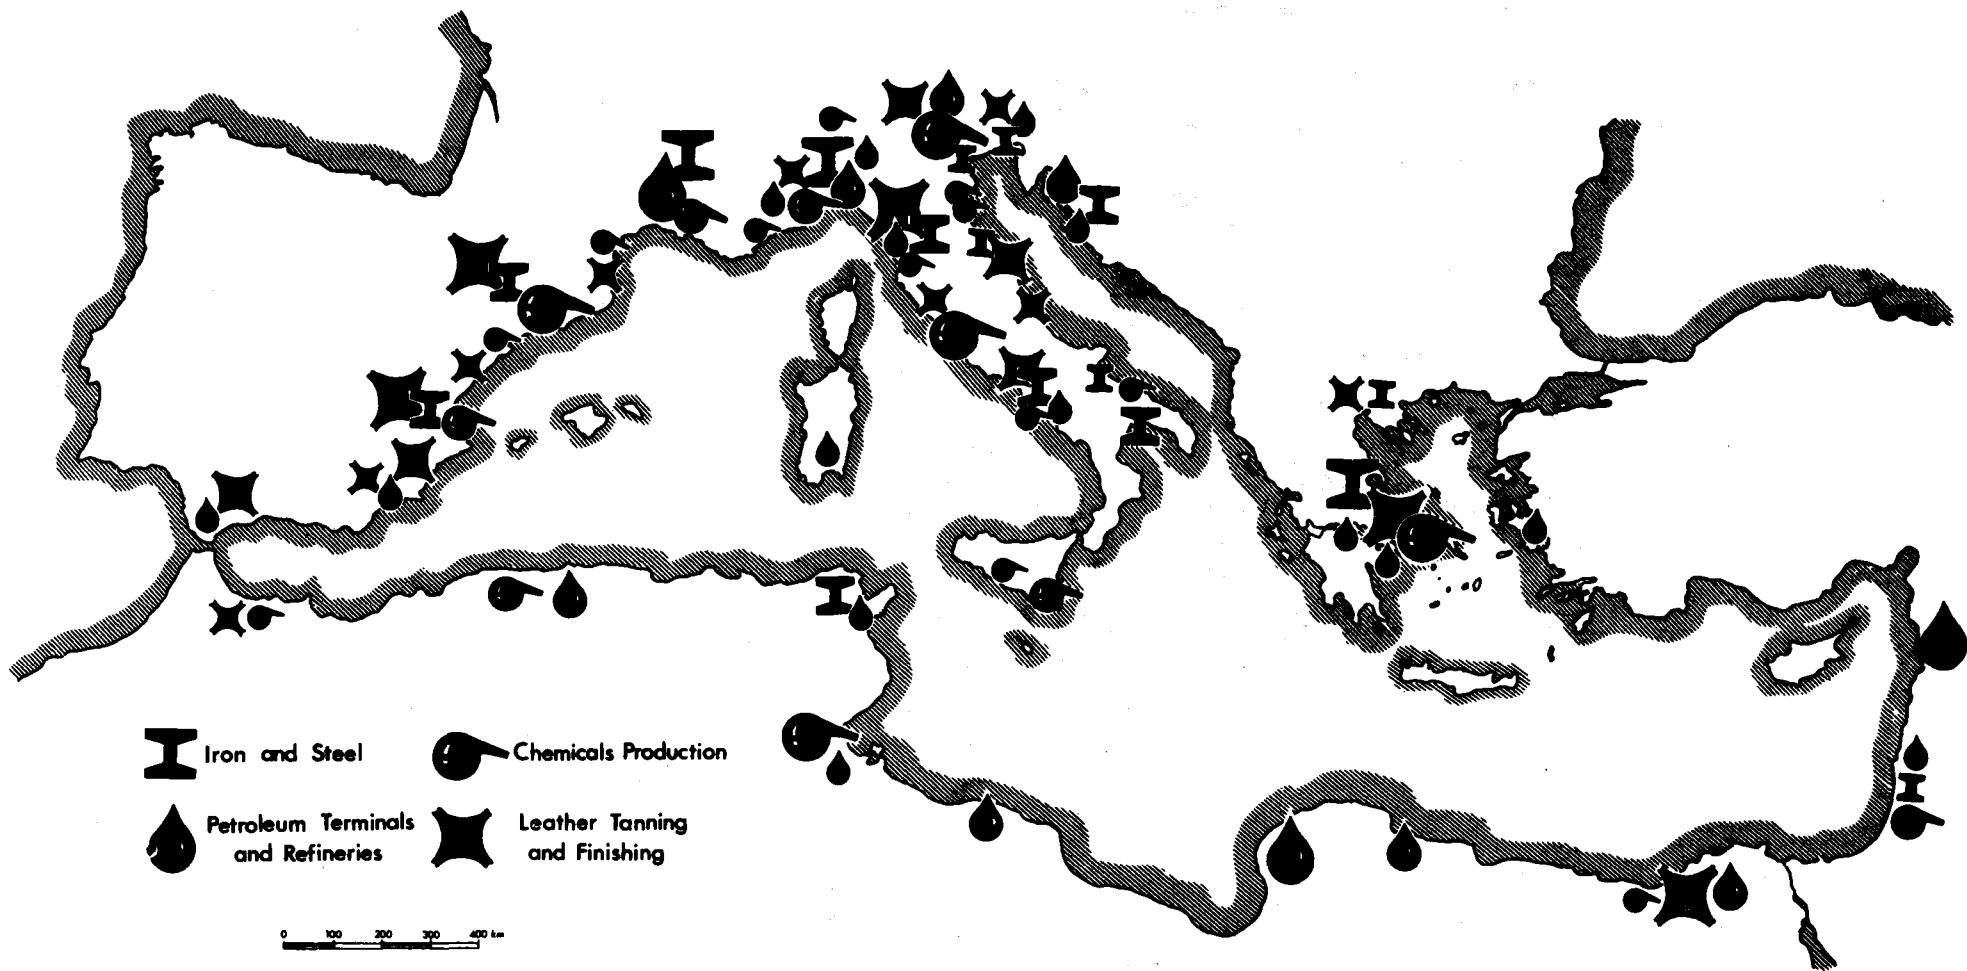 Iron and Steel
Chemicals Production
Petroleum Terminals
and Refineries
Leather Tanning
and Finishing
0 100 200 300 400 km